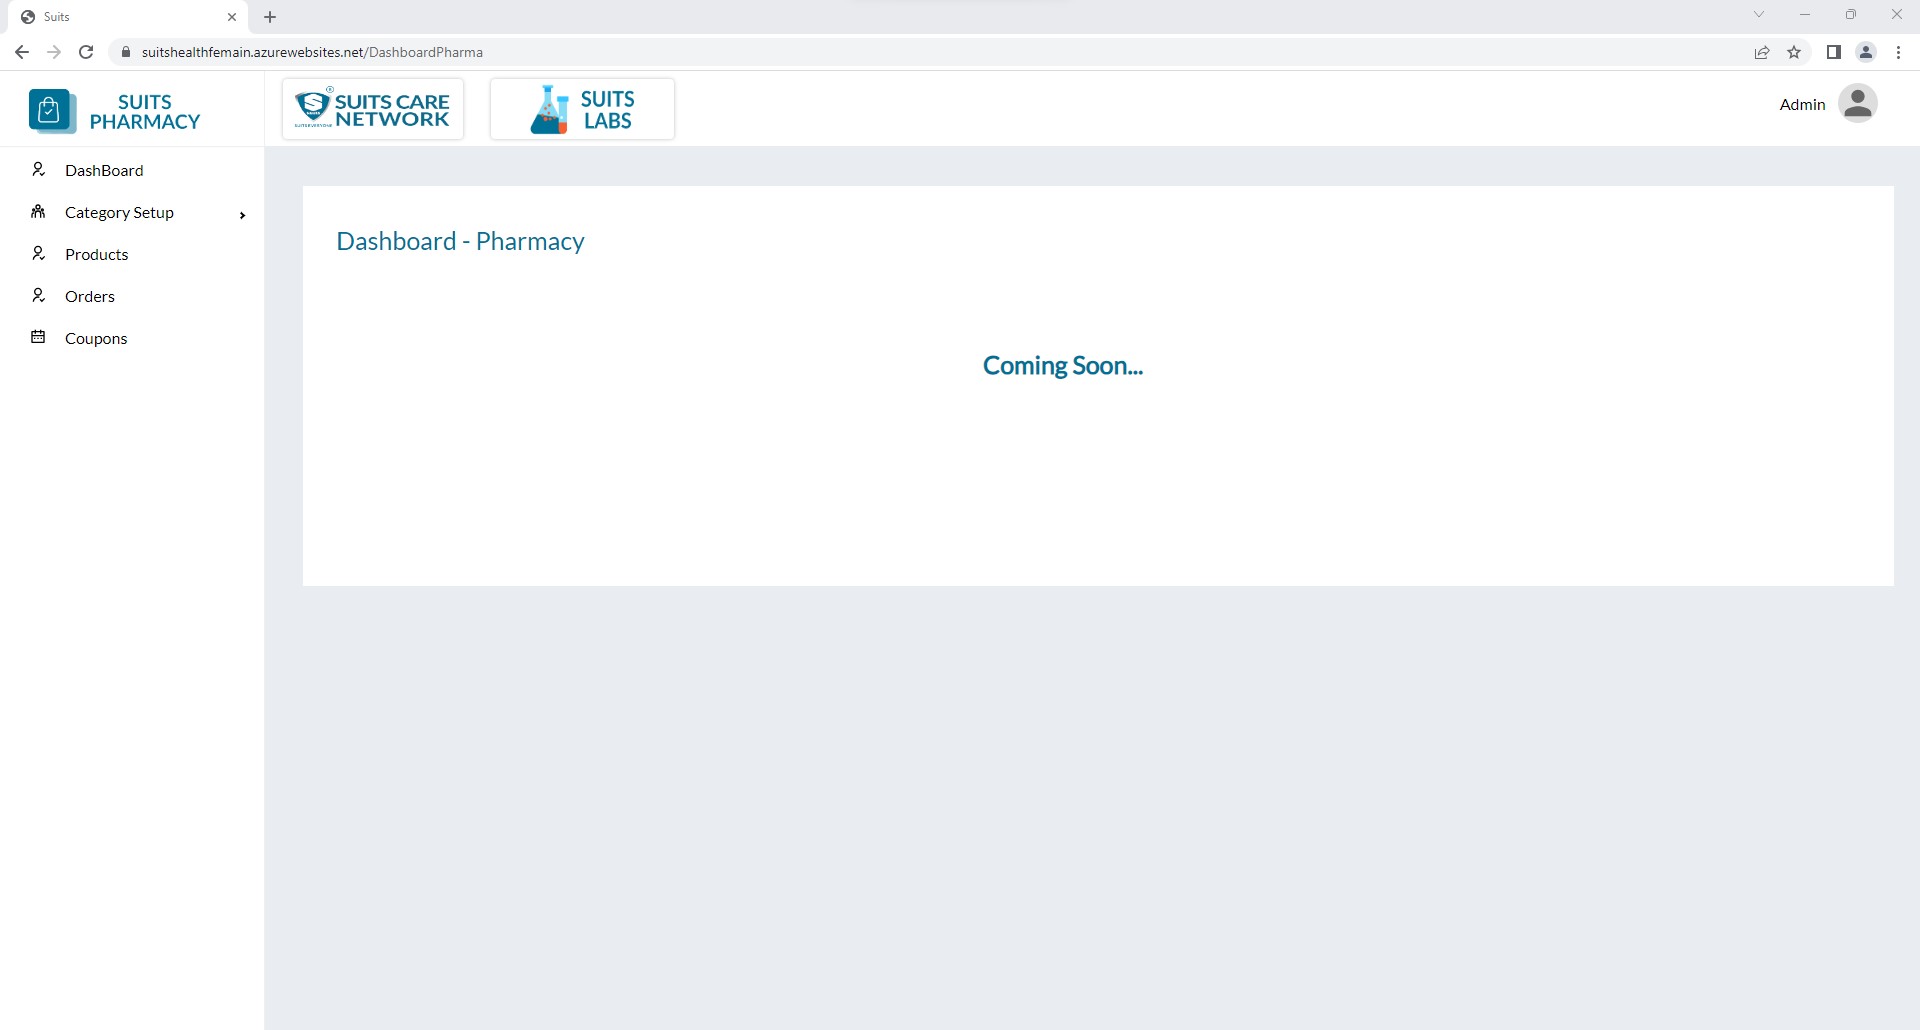 Suits
suitshealthfemain.azurewebsites.net/DashboardPharma
SUITS
PHARMACY
SUITS CARE
NETWORK
SUITS
LABS
Admin
DashBoard
Category Setup
Products
Orders
Coupons
Dashboard - Pharmacy
Coming Soon...